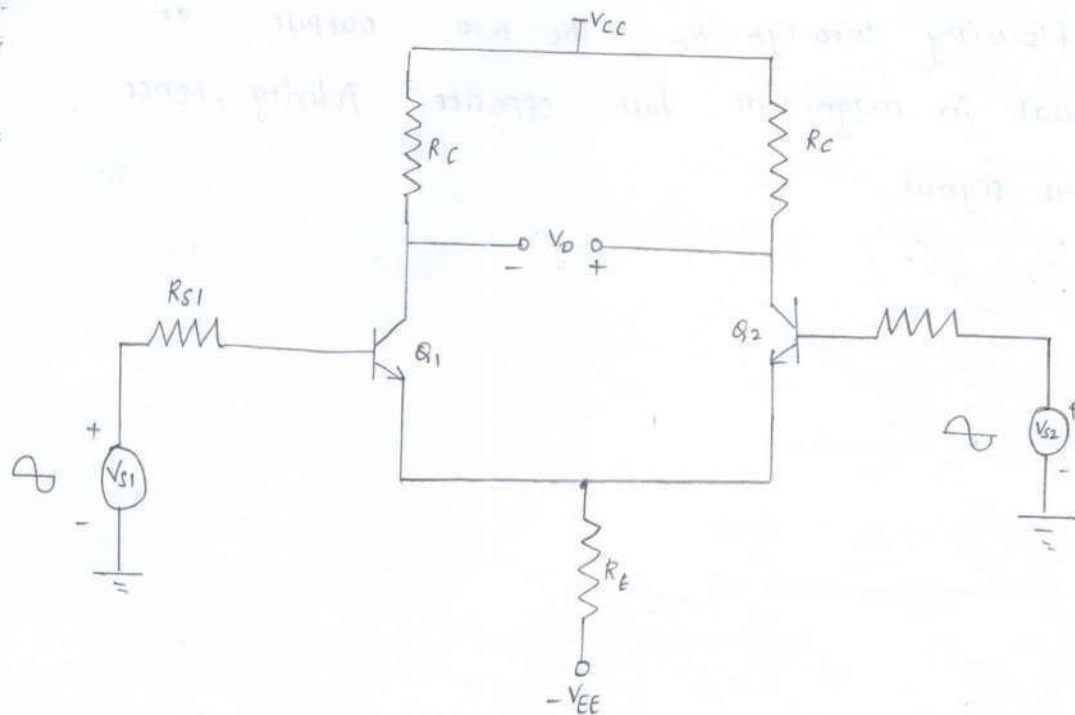 VCC
RC
RC
- VO +
RS1
Q1
Q2
+
VS1
-
+
VS2
-
RE
- VEE